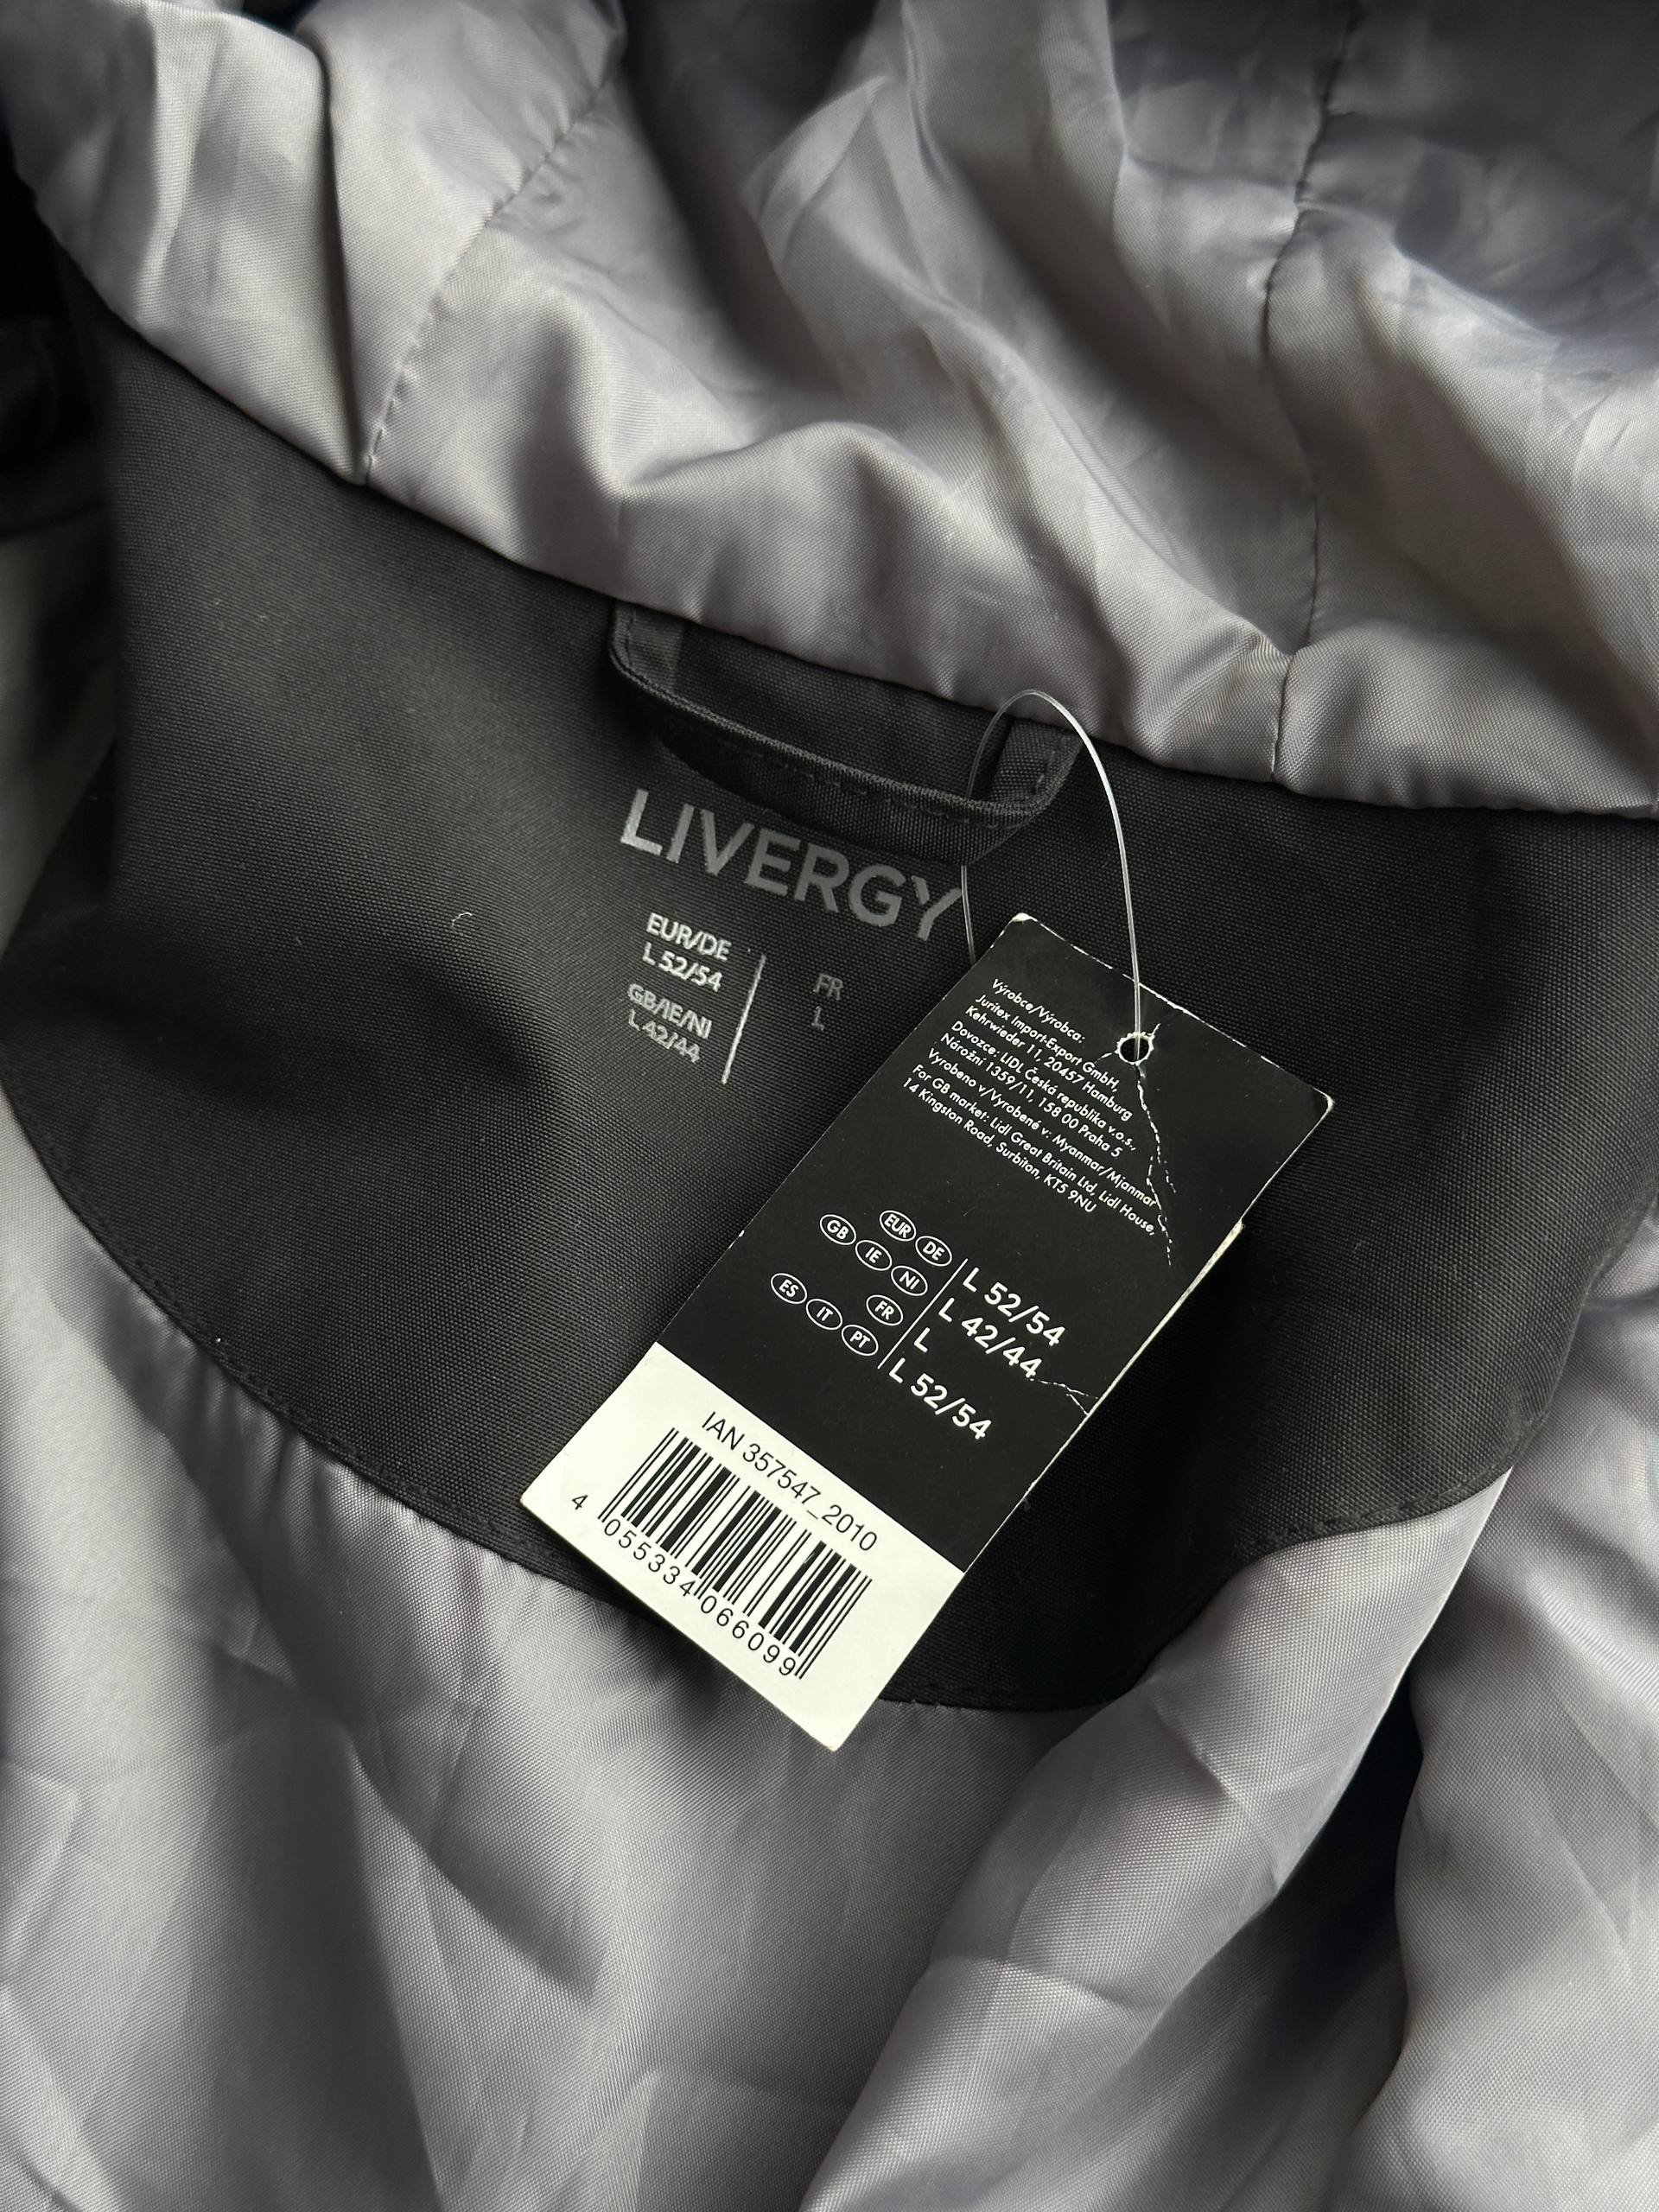 LIVERGY
EUR/DE
L 52/54
GB/IE/NI
L 42/44
FR
L
Výrobce/Výrobca:
Juritex Import-Export GmbH,
Kehrwieder 11, 20457 Hamburg
Dovozce: LIDL Česká republika v.o.s.,
Nárožní 1359/11, 158 00 Praha 5
Vyrobeno v/Vyrobené v: Myanmar/Mjanmar
For GB market: Lidl Great Britain Ltd, Lidl House,
14 Kingston Road, Surbiton, KT5 9NU
EUR DE L 52/54
GB IE NI L 42/44
FR L
ES IT PT L 52/54
IAN 357547_2010
4 055334 066099